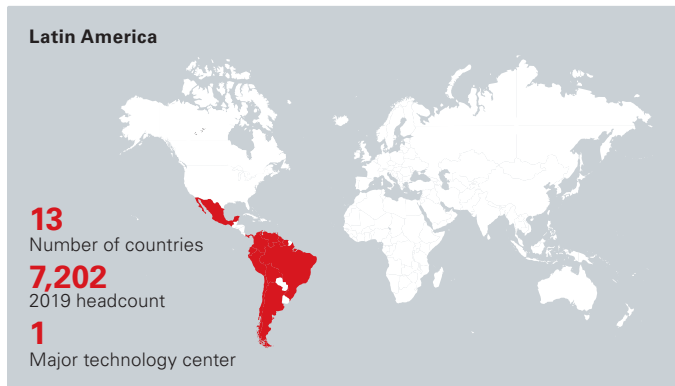 Latin America
13
Number of countries
7,202
2019 headcount
1
Major technology center